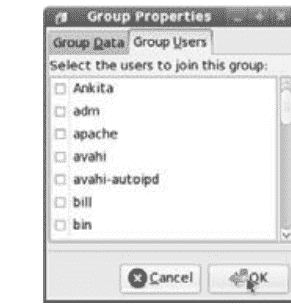 Group Properties
Group Data Group Users
Select the users to join this group:
Ankita
adm
apache
avahi
avahi-autoipd
bill
bin
Cancel OK